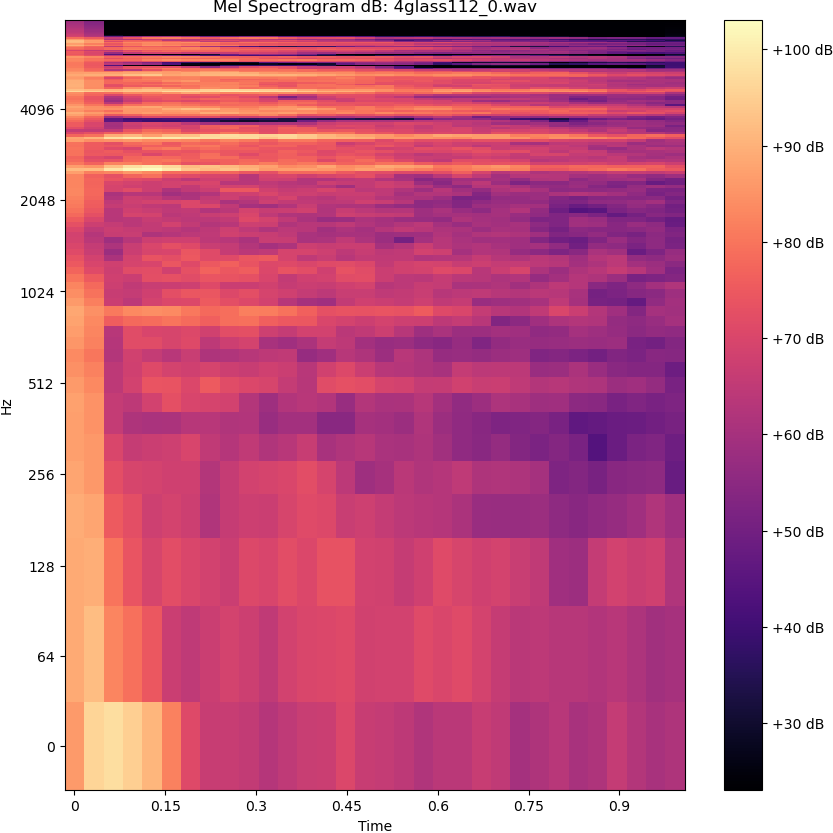 Mel Spectrogram dB: 4glass112_0.wav
+100 dB
+90 dB
+80 dB
+70 dB
+60 dB
+50 dB
+40 dB
+30 dB
4096
2048
1024
512
256
128
64
0
Hz
0 0.15 0.3 0.45 0.6 0.75 0.9
Time